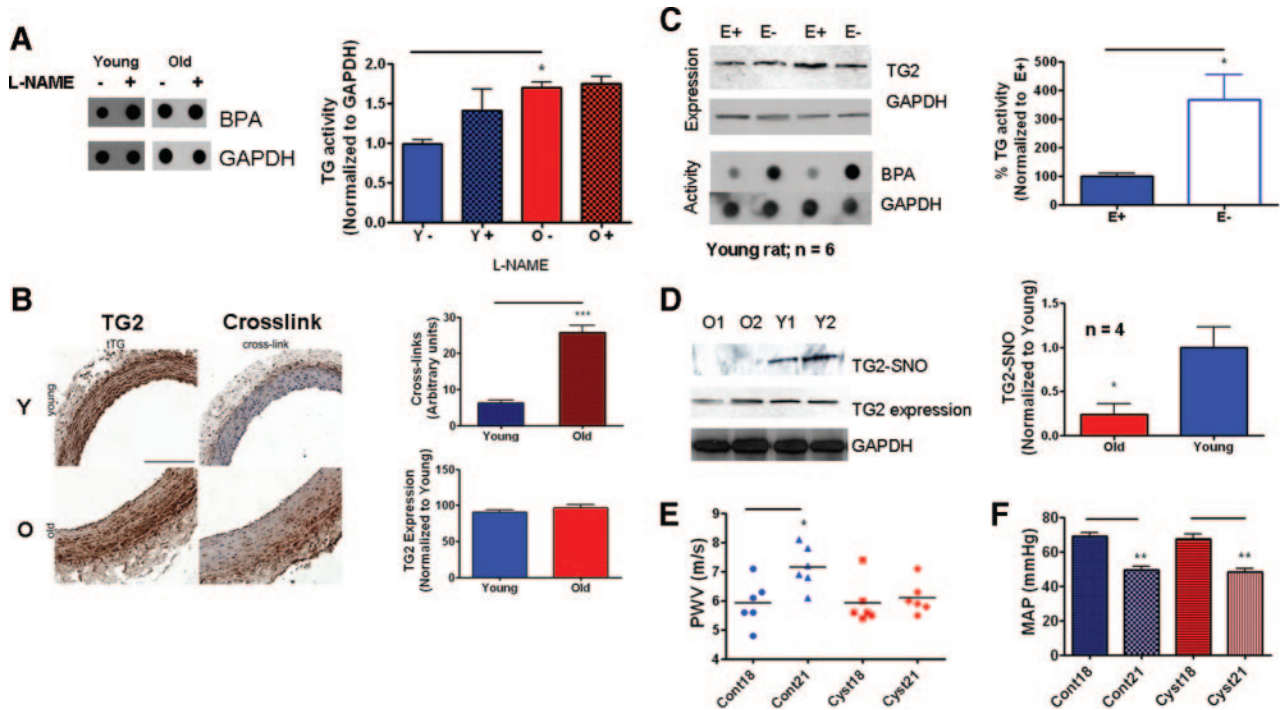 A
Young Old
L-NAME - + - +
BPA
GAPDH
TG activity
(Normalized to GAPDH)
2.0
1.5
1.0
0.0
*
Y - Y + O - O +
L-NAME
B
TG2 Crosslink
tTG cross-link
Y young
O old
Cross-links
(Arbitrary units)
30
20
10
0
***
Young Old
TG2 Expression
(Normalized to Young)
150
100
50
0
Young Old
C
E+ E- E+ E-
Expression
TG2
GAPDH
Activity
BPA
GAPDH
Young rat; n = 6
% TG activity
(Normalized to E+)
500
400
300
200
100
0
*
E+ E-
D
O1 O2 Y1 Y2
TG2-SNO
TG2 expression
GAPDH
TG2-SNO
(Normalized to Young)
1.5
1.0
0.5
0.0
n = 4
*
Old Young
E
PWV (m/s)
9
8
7
6
5
4
*
Cont18 Cont21 Cyst18 Cyst21
F
MAP (mmHg)
80
60
40
20
0
** **
Cont18 Cont21 Cyst18 Cyst21